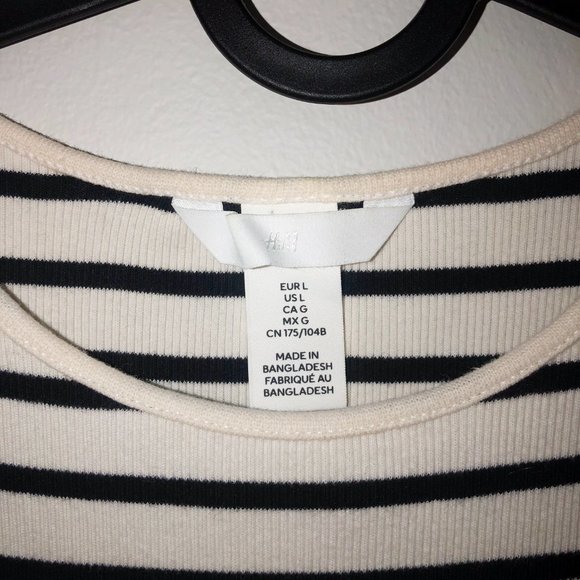 H&M
EUR L
US L
CA G
MX G
CN 175/104B
MADE IN
BANGLADESH
FABRIQUÉ AU
BANGLADESH